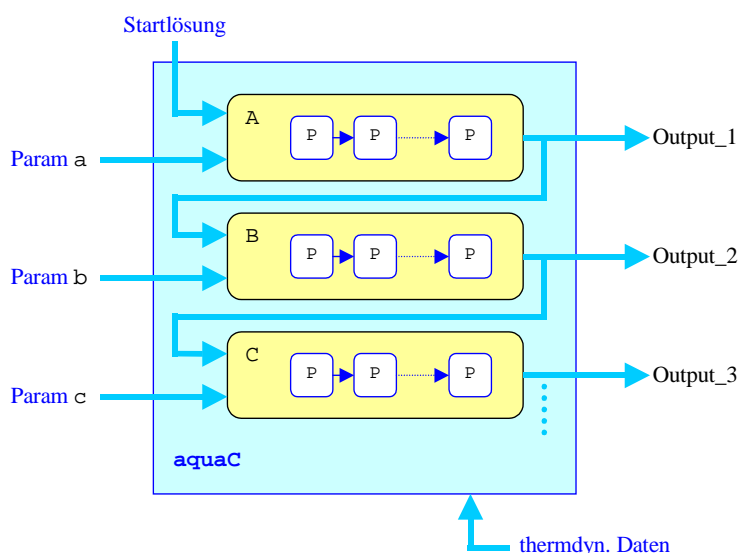 Startlösung
A
P P P
Param a
Output_1
B
P P P
Param b
Output_2
C
P P P
Param c
Output_3
aquaC
thermdyn. Daten